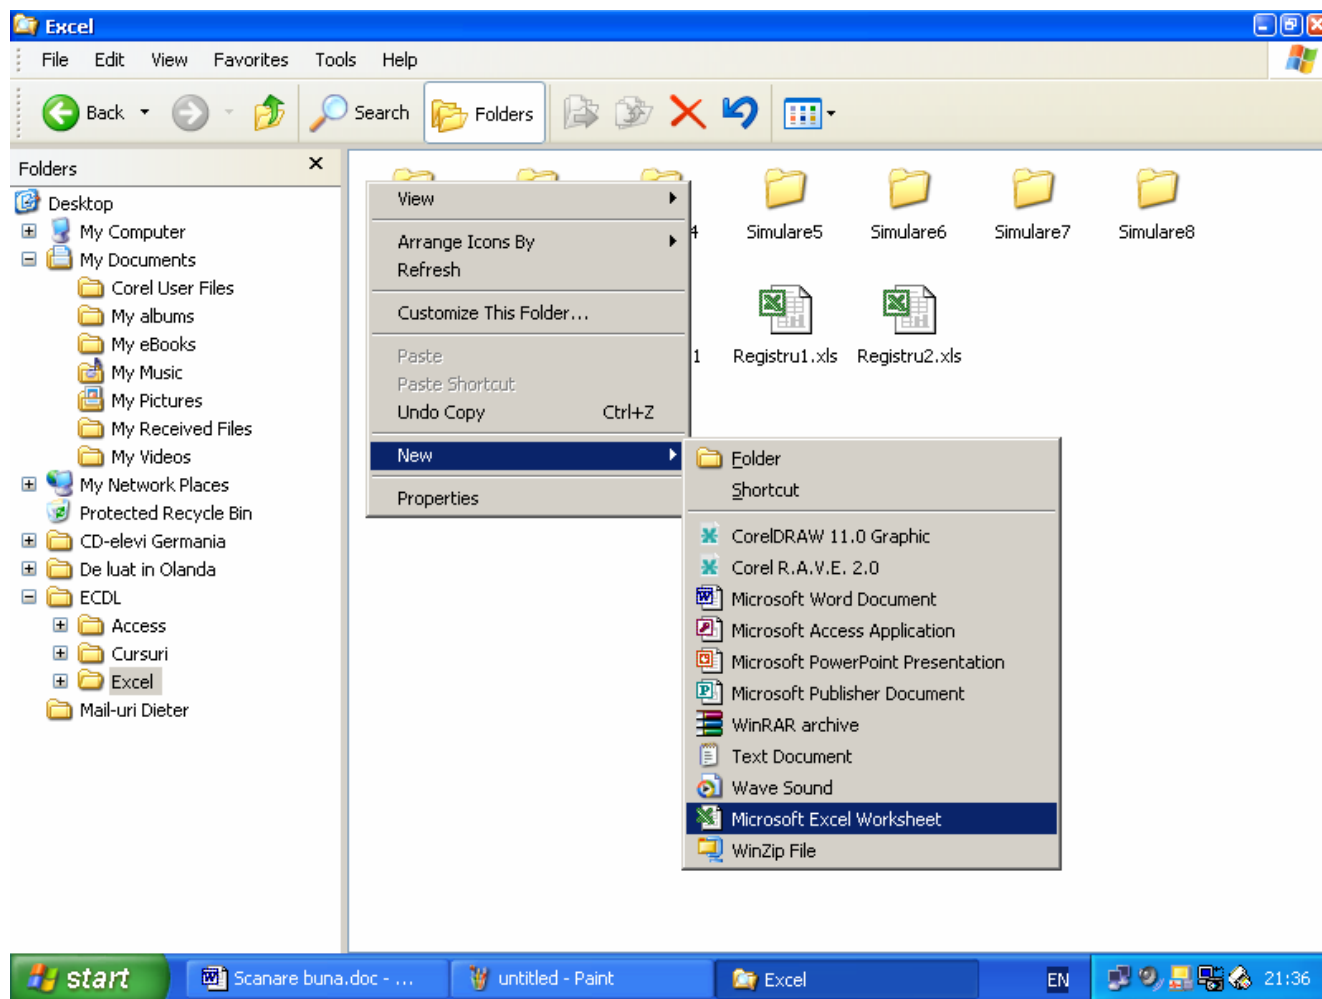 Excel
File Edit View Favorites Tools Help
Back Search Folders
Folders
Desktop
My Computer
My Documents
Corel User Files
My albums
My eBooks
My Music
My Pictures
My Received Files
My Videos
My Network Places
Protected Recycle Bin
CD-elevi Germania
De luat in Olanda
ECDL
Access
Cursuri
Excel
Mail-uri Dieter
4 Simulare5 Simulare6 Simulare7 Simulare8
1 Registru1.xls Registru2.xls
View
Arrange Icons By
Refresh
Customize This Folder...
Paste
Paste Shortcut
Undo Copy Ctrl+Z
New
Properties
Folder
Shortcut
CorelDRAW 11.0 Graphic
Corel R.A.V.E. 2.0
Microsoft Word Document
Microsoft Access Application
Microsoft PowerPoint Presentation
Microsoft Publisher Document
WinRAR archive
Text Document
Wave Sound
Microsoft Excel Worksheet
WinZip File
start Scanare buna.doc - ... untitled - Paint Excel EN 21:36